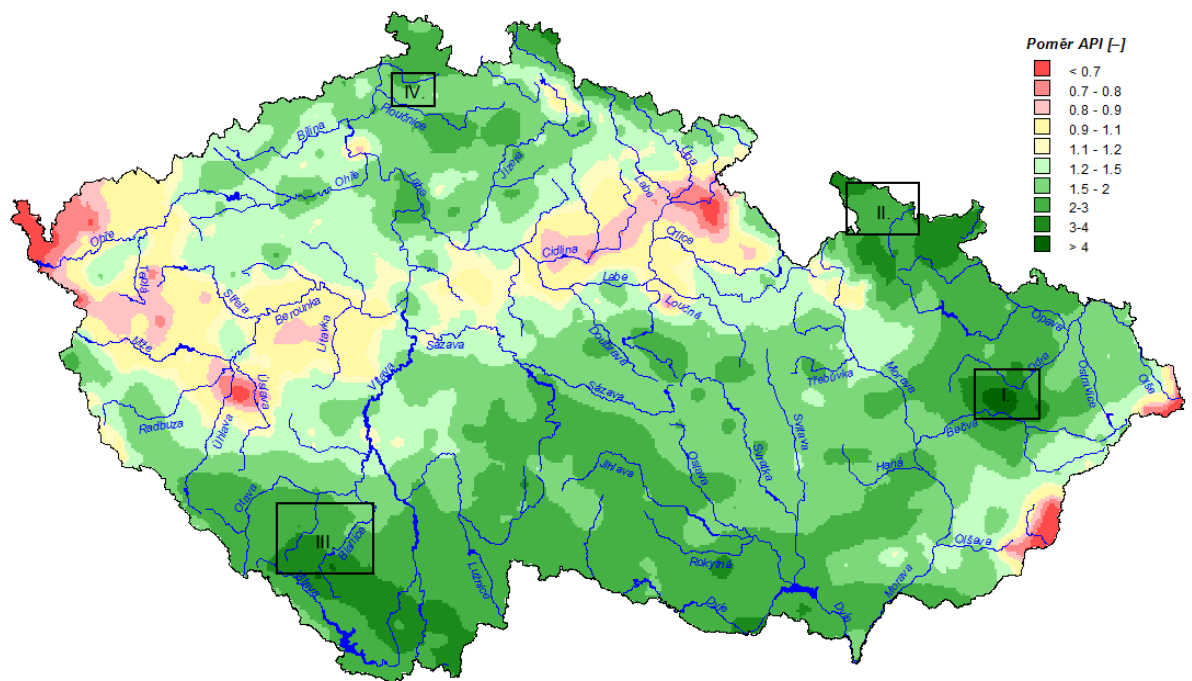 Poměr API [–]
< 0.7
0.7 - 0.8
0.8 - 0.9
0.9 - 1.1
1.1 - 1.2
1.2 - 1.5
1.5 - 2
2-3
3-4
> 4
IV.
Ploučnice
Bílina
Ohře
Labe
Jizera
Úpa
Labe
II.
Ohře
Teplá
Cidlina
Orlice
Střela
Berounka
Litavka
Labe
Loučná
Mže
Sázava
Doubrava
Vltava
Třebůvka
Morava
Opava
Odra
Ostravice
Olše
Úslava
Sázava
I.
Radbuza
Úhlava
Svitava
Bečva
Svratka
Jihlava
Oslava
Haná
Otava
III.
Blanice
Olšava
Rokytná
Lužnice
Vltava
Morava
Dyje
Dyje